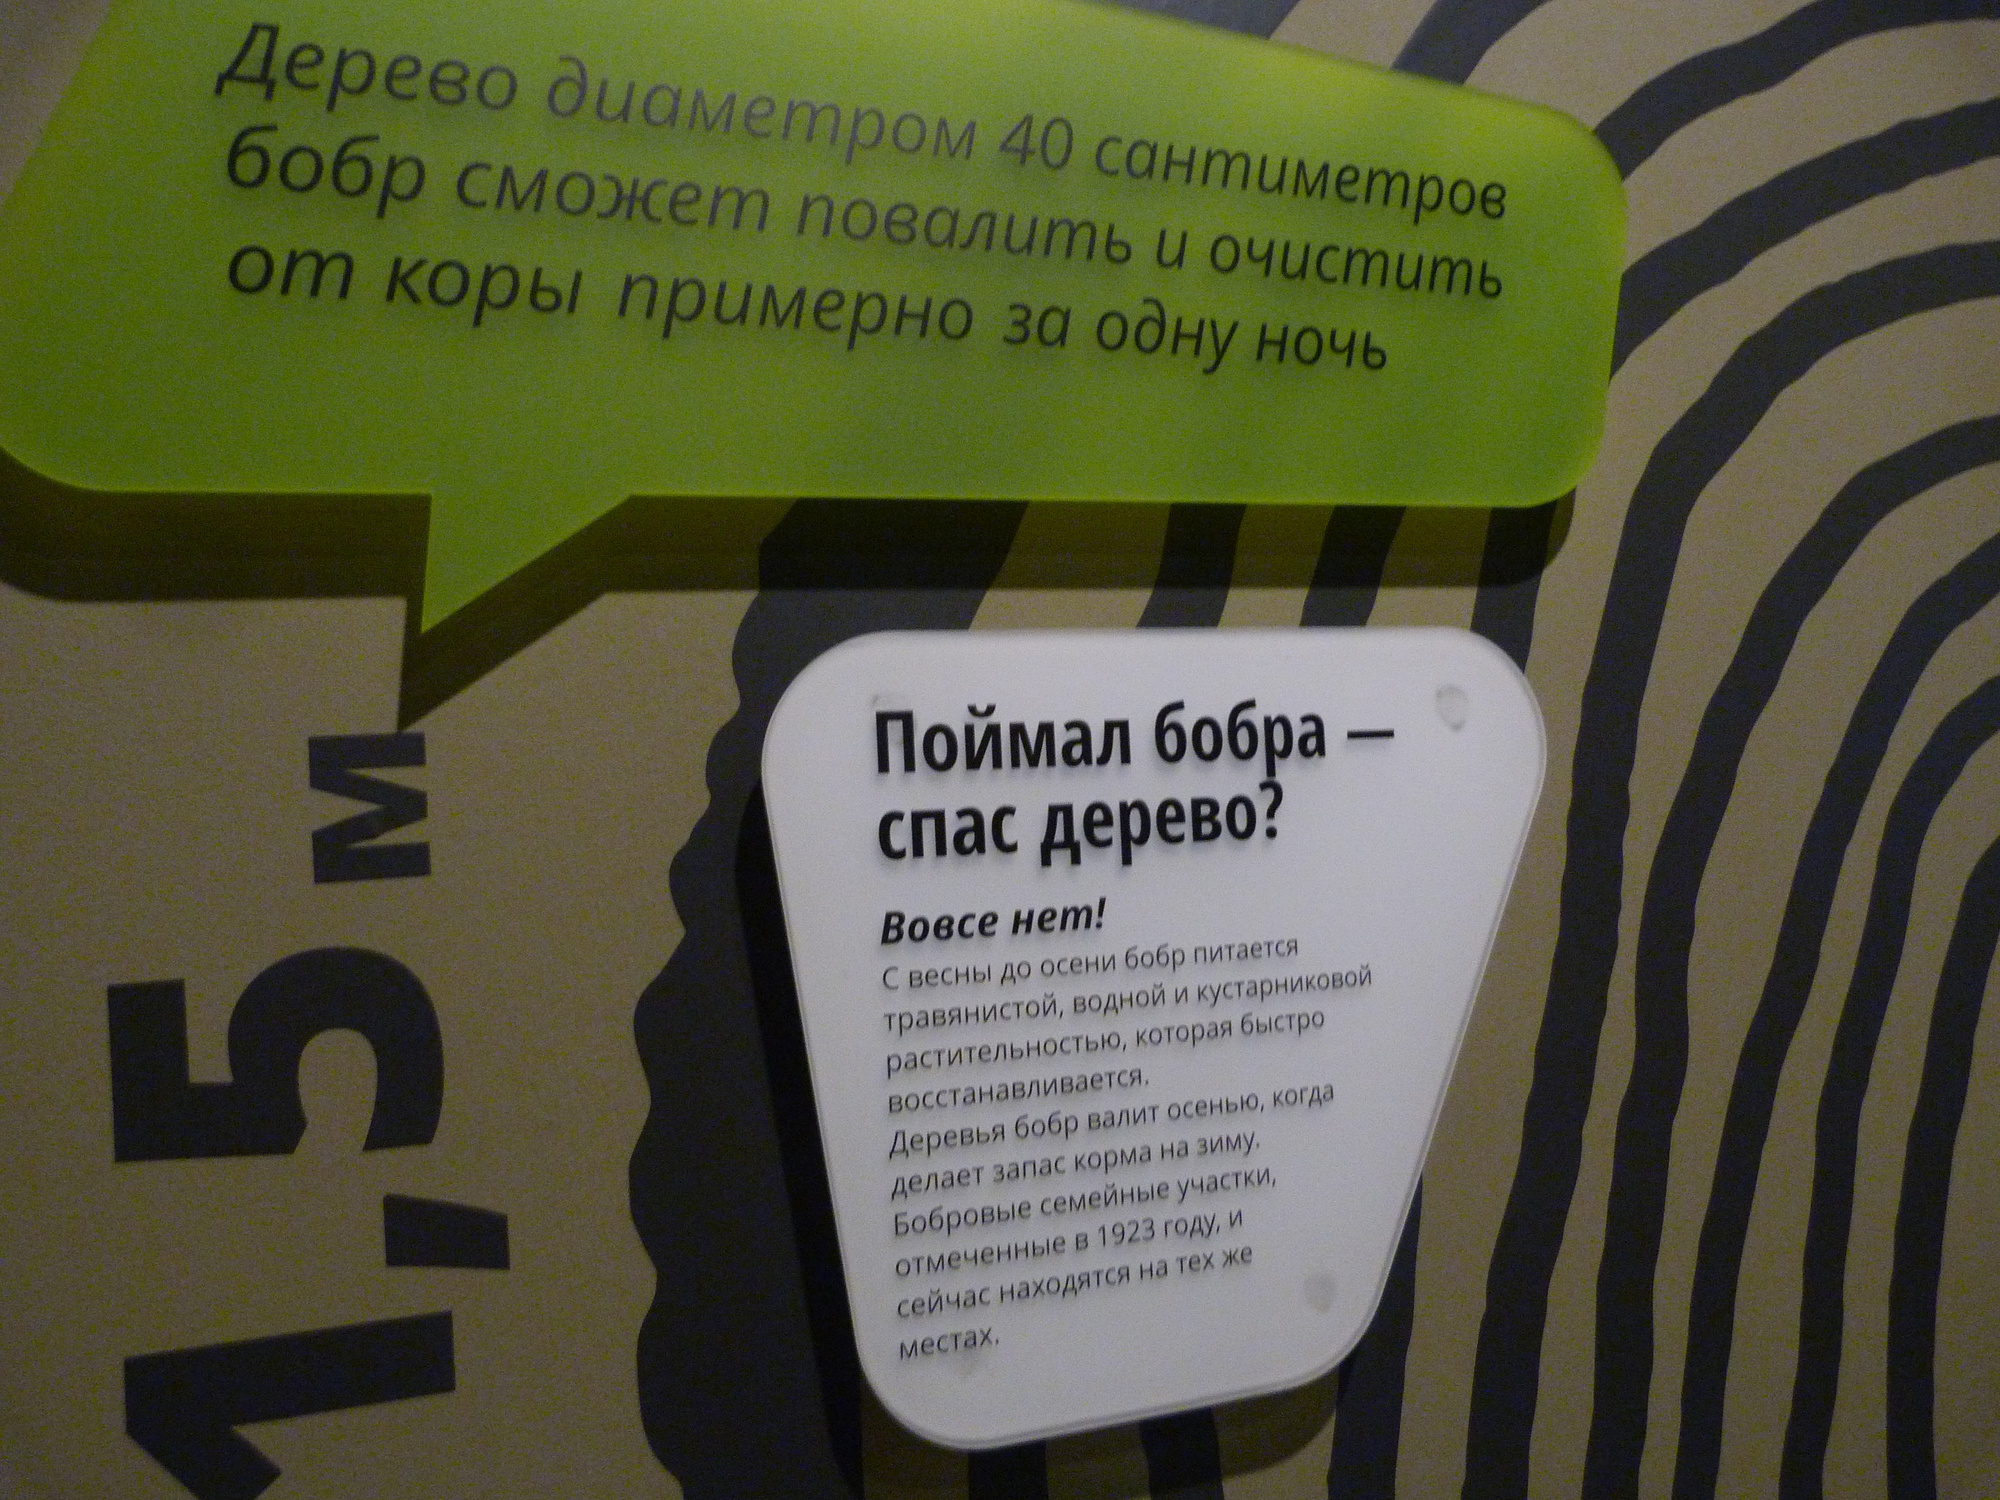 Дерево диаметром 40 сантиметров
бобр сможет повалить и очистить
от коры примерно за одну ночь
1,5 м
Поймал бобра —
спас дерево?
Вовсе нет!
С весны до осени бобр питается
травянистой, водной и кустарниковой
растительностью, которая быстро
восстанавливается.
Деревья бобр валит осенью, когда
делает запас корма на зиму.
Бобровые семейные участки,
отмеченные в 1923 году, и
сейчас находятся на тех же
местах.